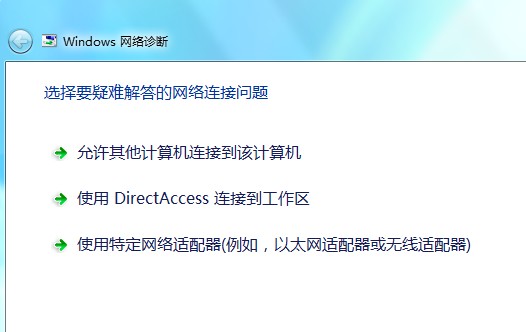 Windows 网络诊断
选择要疑难解答的网络连接问题
允许其他计算机连接到该计算机
使用 DirectAccess 连接到工作区
使用特定网络适配器(例如，以太网适配器或无线适配器)